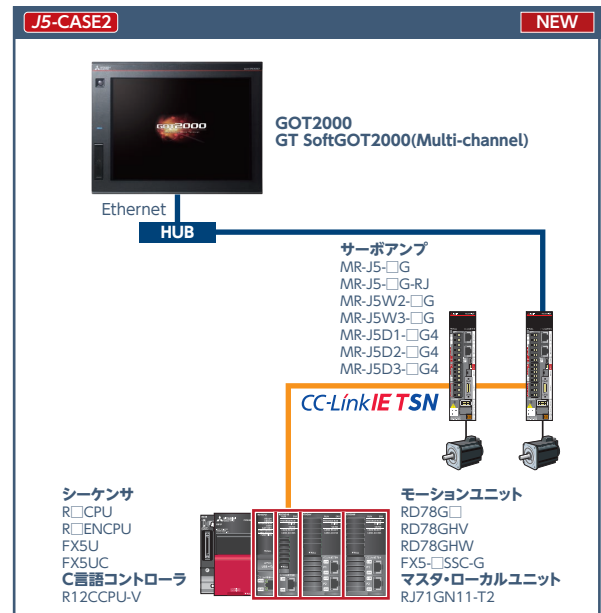 J5-CASE2
NEW
GOT2000
GOT2000
GT SoftGOT2000(Multi-channel)
Ethernet
HUB
サーボアンプ
MR-J5-□G
MR-J5-□G-RJ
MR-J5W2-□G
MR-J5W3-□G
MR-J5D1-□G4
MR-J5D2-□G4
MR-J5D3-□G4
CC-Link IE TSN
シーケンサ
R□CPU
R□ENCPU
FX5U
FX5UC
C言語コントローラ
R12CCPU-V
モーションユニット
RD78G□
RD78GHV
RD78GHW
FX5-□SSC-G
マスタ・ローカルユニット
RJ71GN11-T2